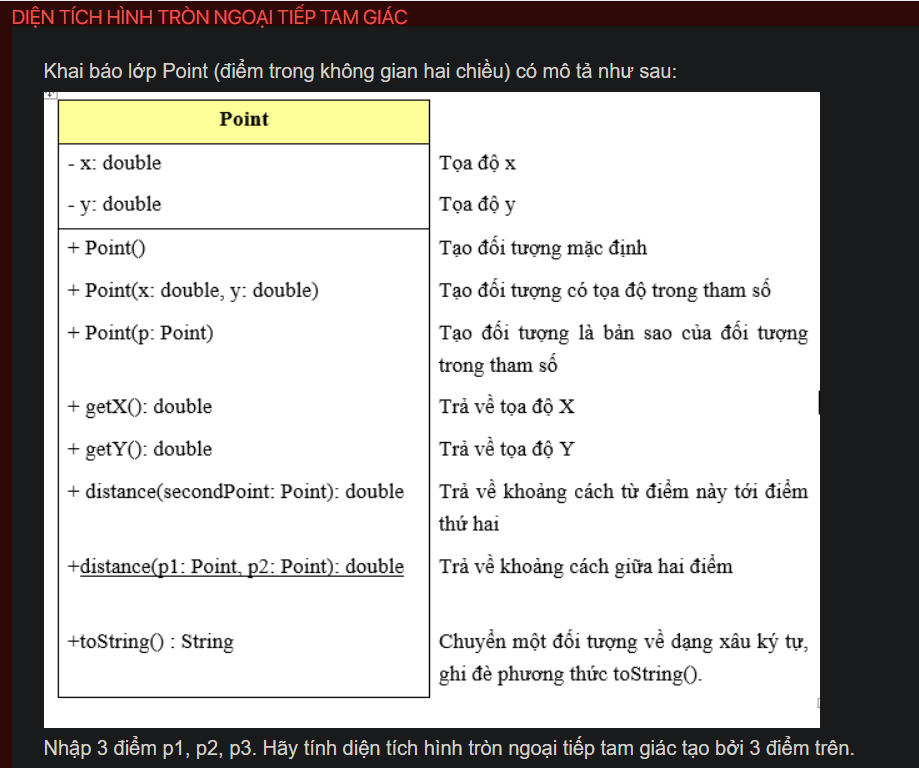 DIỆN TÍCH HÌNH TRÒN NGOẠI TIẾP TAM GIÁC
Khai báo lớp Point (điểm trong không gian hai chiều) có mô tả như sau:
Point
- x: double Tọa độ x
- y: double Tọa độ y
+ Point() Tạo đối tượng mặc định
+ Point(x: double, y: double) Tạo đối tượng có tọa độ trong tham số
+ Point(p: Point) Tạo đối tượng là bản sao của đối tượng
trong tham số
+ getX(): double Trả về tọa độ X
+ getY(): double Trả về tọa độ Y
+ distance(secondPoint: Point): double Trả về khoảng cách từ điểm này tới điểm
thứ hai
+distance(p1: Point, p2: Point): double Trả về khoảng cách giữa hai điểm
+toString() : String Chuyển một đối tượng về dạng xâu ký tự,
ghi đè phương thức toString().
Nhập 3 điểm p1, p2, p3. Hãy tính diện tích hình tròn ngoại tiếp tam giác tạo bởi 3 điểm trên.